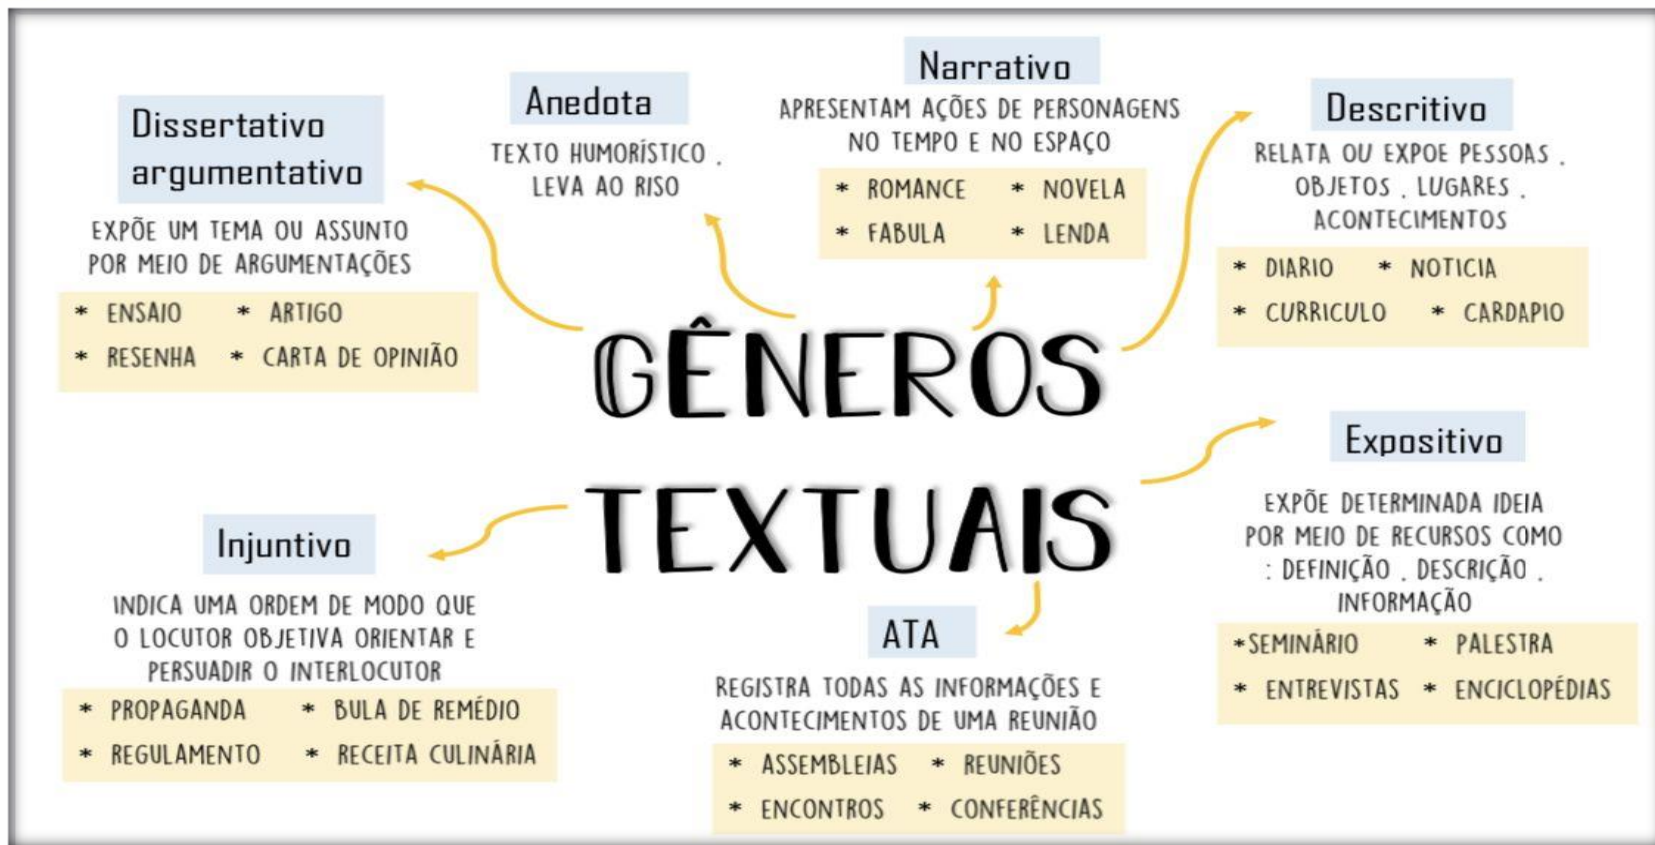 GÊNEROS
TEXTUAIS
Dissertativo
argumentativo
EXPÕE UM TEMA OU ASSUNTO
POR MEIO DE ARGUMENTAÇÕES
* ENSAIO * ARTIGO
* RESENHA * CARTA DE OPINIÃO
Anedota
TEXTO HUMORÍSTICO .
LEVA AO RISO
Narrativo
APRESENTAM AÇÕES DE PERSONAGENS
NO TEMPO E NO ESPAÇO
* ROMANCE * NOVELA
* FABULA * LENDA
Descritivo
RELATA OU EXPOE PESSOAS .
OBJETOS . LUGARES .
ACONTECIMENTOS
* DIARIO * NOTICIA
* CURRICULO * CARDAPIO
Expositivo
EXPÕE DETERMINADA IDEIA
POR MEIO DE RECURSOS COMO
: DEFINIÇÃO . DESCRIÇÃO .
INFORMAÇÃO
*SEMINÁRIO * PALESTRA
* ENTREVISTAS * ENCICLOPÉDIAS
Injuntivo
INDICA UMA ORDEM DE MODO QUE
O LOCUTOR OBJETIVA ORIENTAR E
PERSUADIR O INTERLOCUTOR
* PROPAGANDA * BULA DE REMÉDIO
* REGULAMENTO * RECEITA CULINÁRIA
ATA
REGISTRA TODAS AS INFORMAÇÕES E
ACONTECIMENTOS DE UMA REUNIÃO
* ASSEMBLEIAS * REUNIÕES
* ENCONTROS * CONFERÊNCIAS